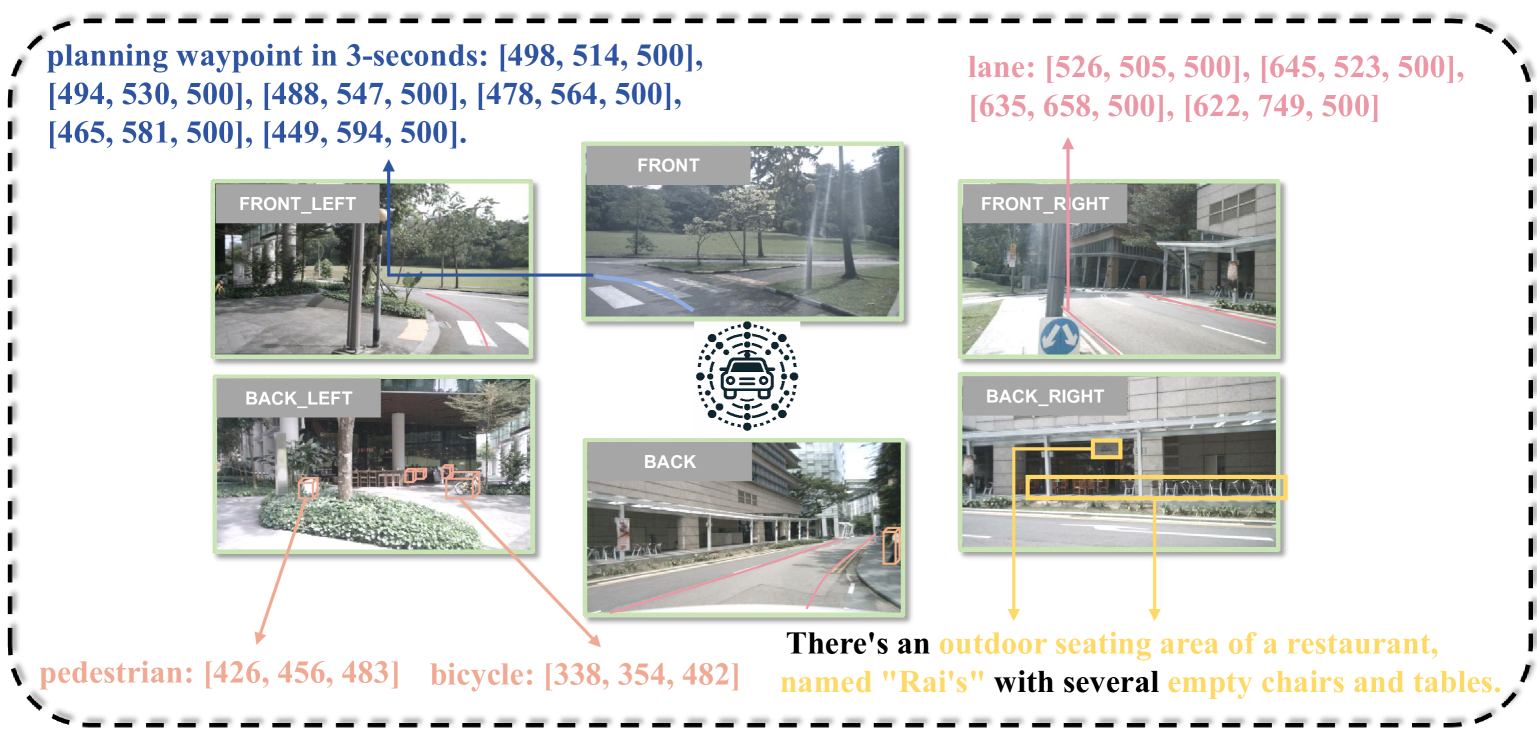 planning waypoint in 3-seconds: [498, 514, 500],
[494, 530, 500], [488, 547, 500], [478, 564, 500],
[465, 581, 500], [449, 594, 500].
lane: [526, 505, 500], [645, 523, 500],
[635, 658, 500], [622, 749, 500]
FRONT_LEFT
FRONT
FRONT_RIGHT
BACK_LEFT
BACK
BACK_RIGHT
pedestrian: [426, 456, 483]
bicycle: [338, 354, 482]
There's an outdoor seating area of a restaurant,
named "Rai's" with several empty chairs and tables.